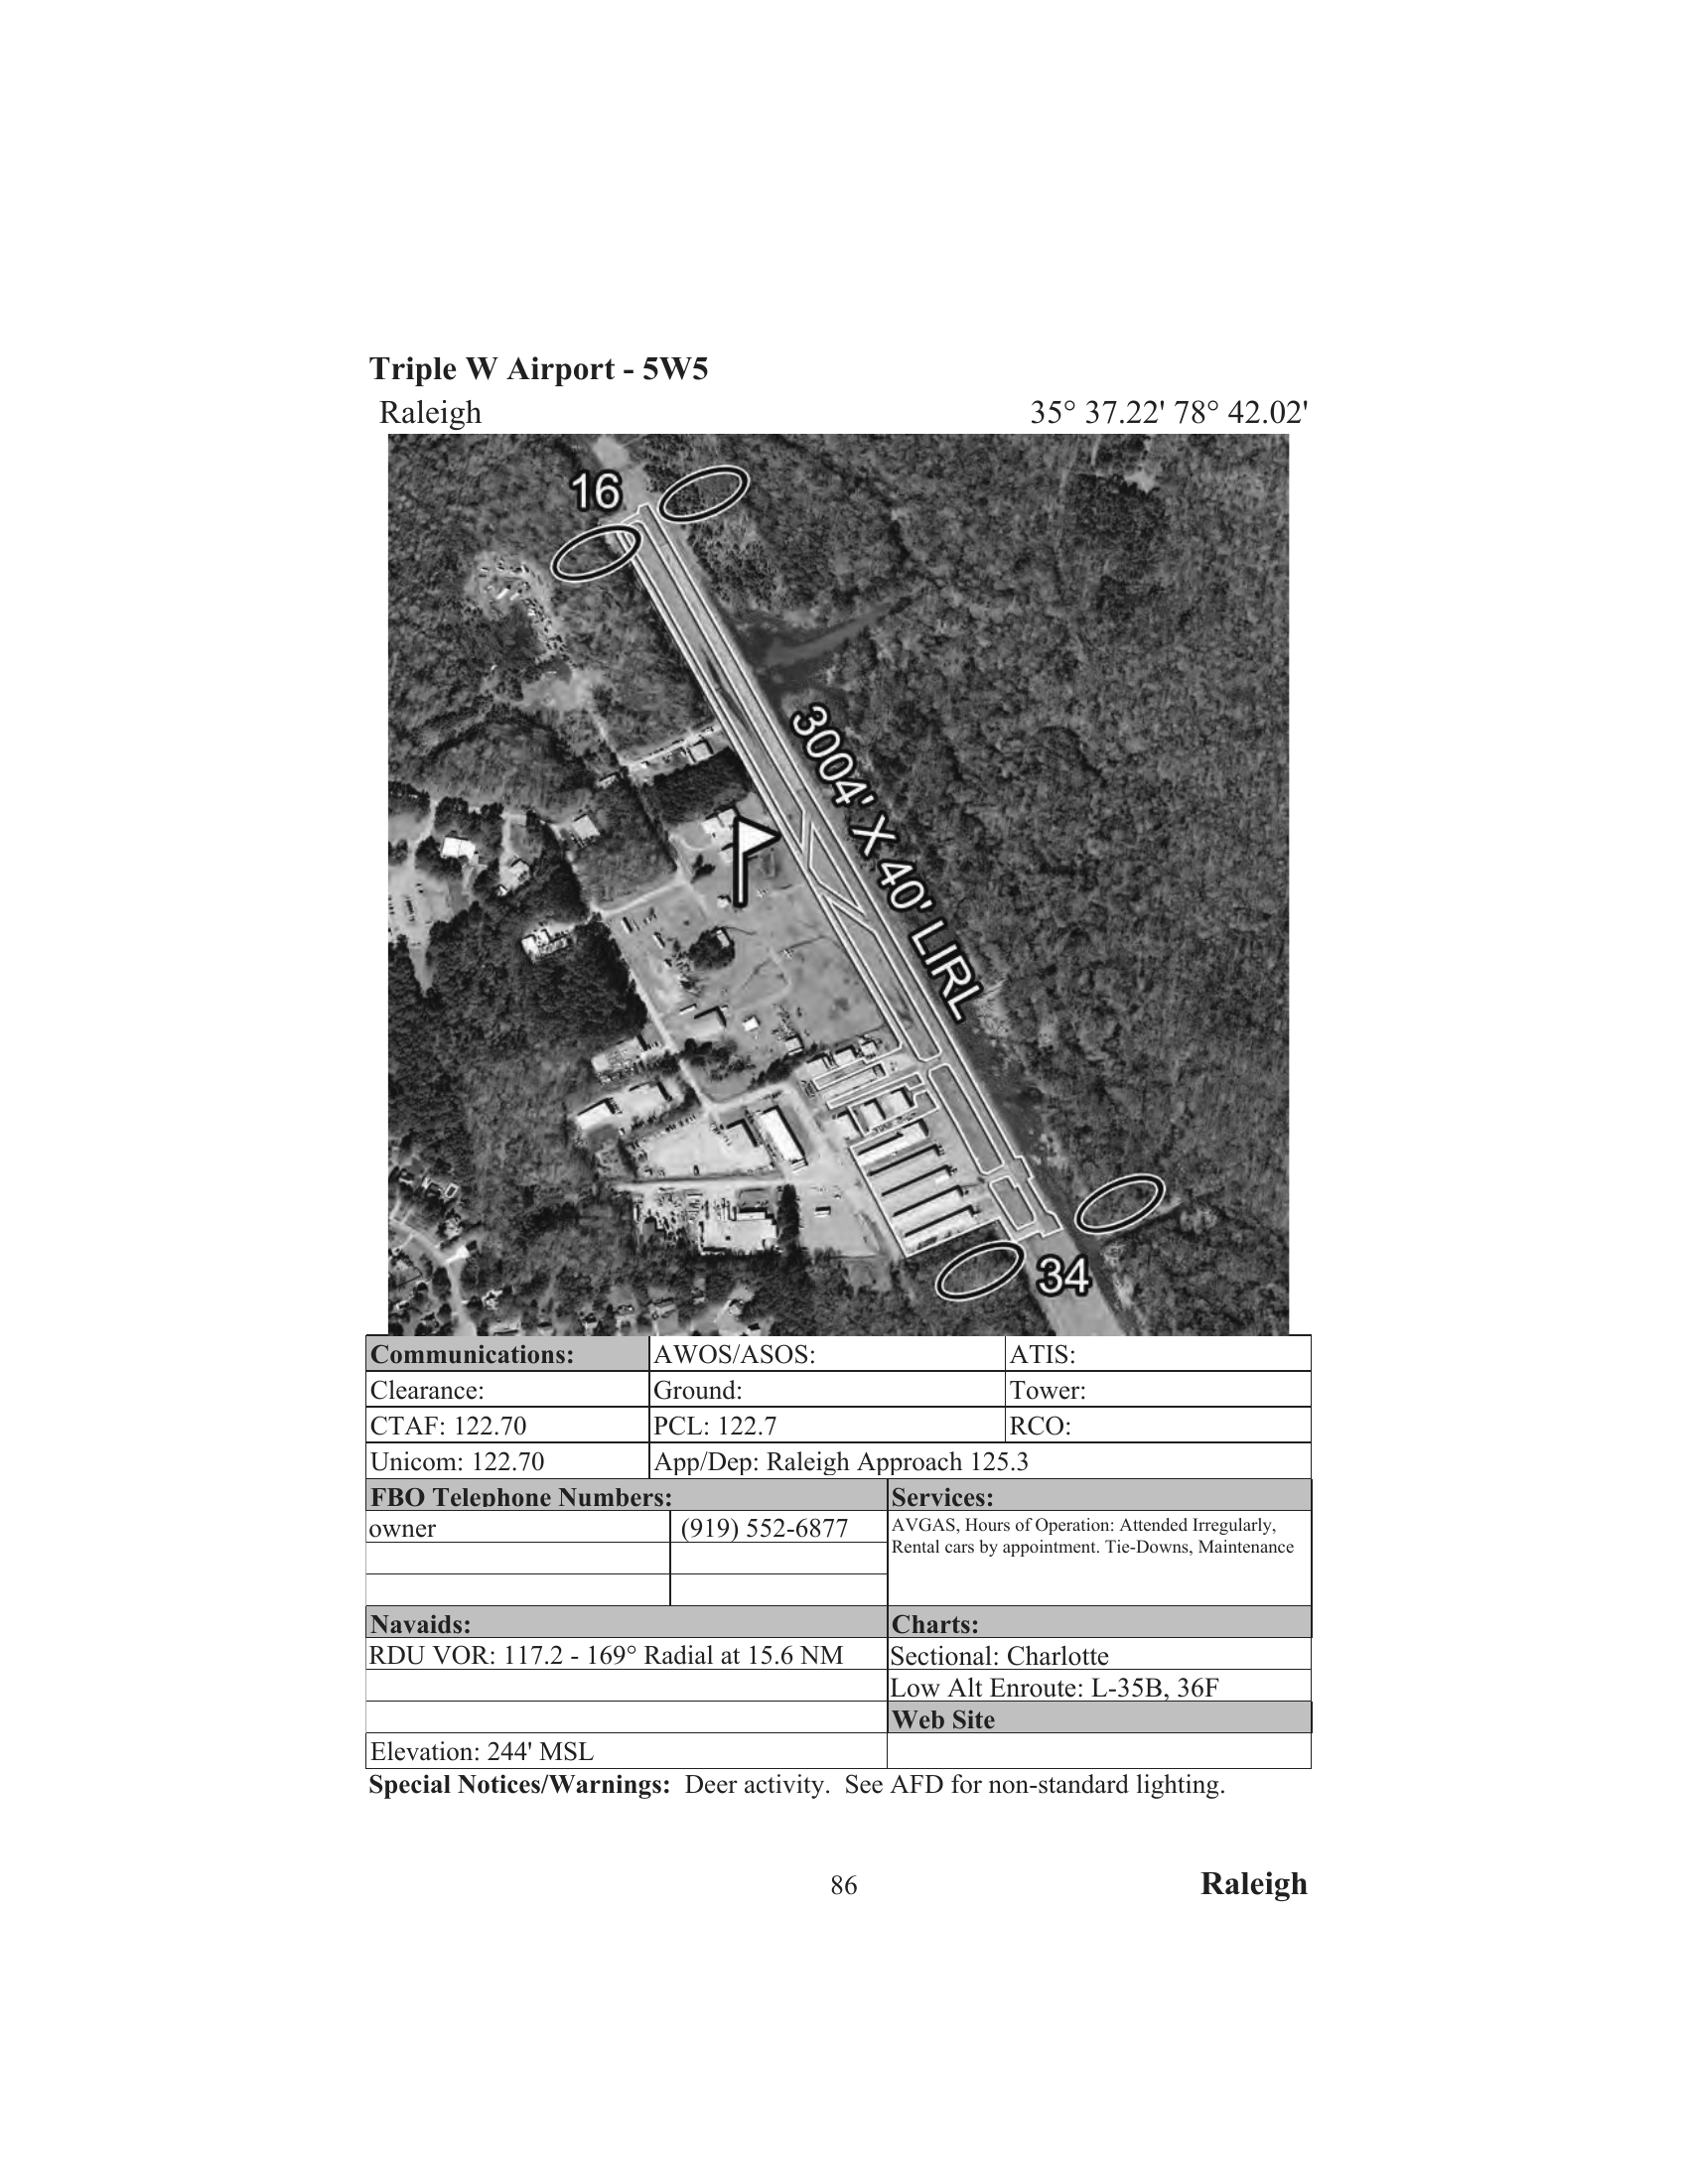 Triple W Airport - 5W5
Raleigh 35° 37.22' 78° 42.02'
16
3004' X 40' LIRL
34
Communications: AWOS/ASOS: ATIS:
Clearance: Ground: Tower:
CTAF: 122.70 PCL: 122.7 RCO:
Unicom: 122.70 App/Dep: Raleigh Approach 125.3
FBO Telephone Numbers: Services:
owner (919) 552-6877 AVGAS, Hours of Operation: Attended Irregularly,
Rental cars by appointment. Tie-Downs, Maintenance
Navaids: Charts:
RDU VOR: 117.2 - 169° Radial at 15.6 NM Sectional: Charlotte
Low Alt Enroute: L-35B, 36F
Web Site
Elevation: 244' MSL
Special Notices/Warnings: Deer activity. See AFD for non-standard lighting.
86 Raleigh